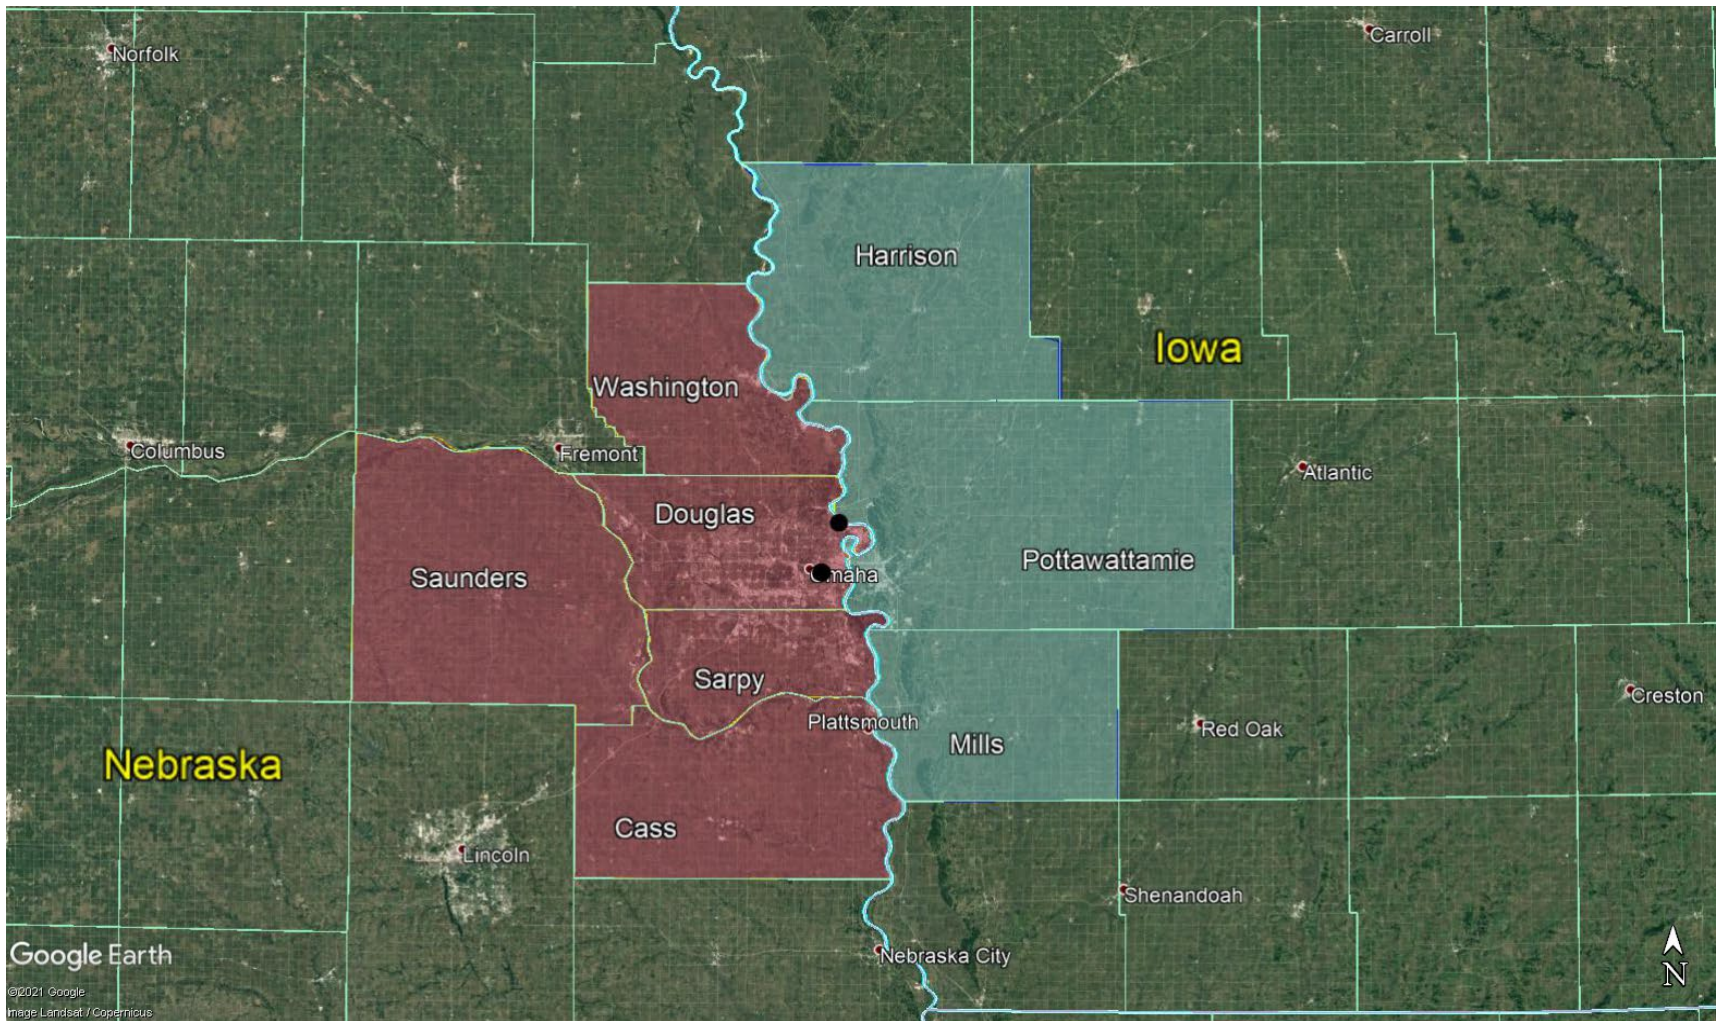 Norfolk
Carroll
Harrison
Iowa
Washington
Columbus
Fremont
Atlantic
Douglas
Pottawattamie
Omaha
Saunders
Sarpy
Creston
Plattsmouth
Red Oak
Mills
Nebraska
Cass
Lincoln
Shenandoah
Google Earth
Nebraska City
N
©2021 Google
Image Landsat / Copernicus